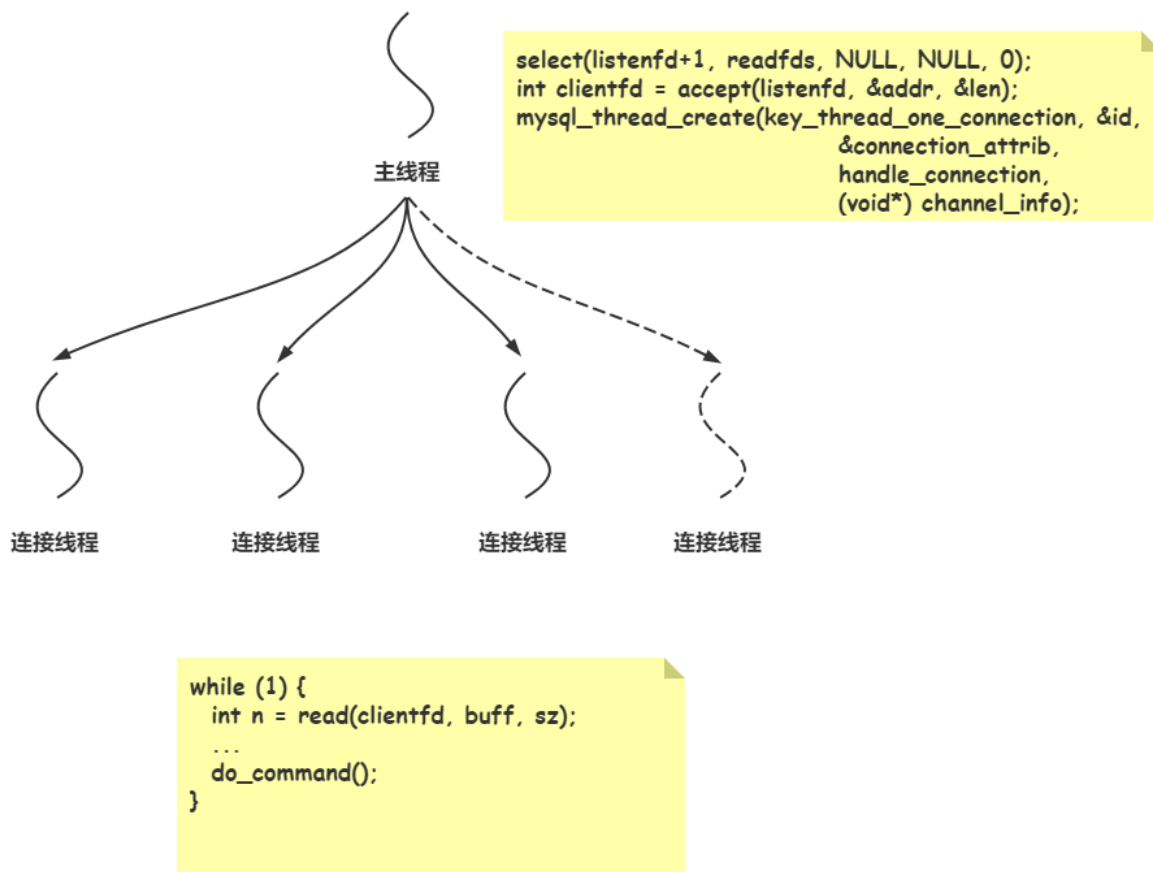 select(listenfd+1, readfds, NULL, NULL, 0);
int clientfd = accept(listenfd, &addr, &len);
mysql_thread_create(key_thread_one_connection, &id,
&connection_attrib,
handle_connection,
(void*) channel_info);
主线程
连接线程
连接线程
连接线程
连接线程
while (1) {
int n = read(clientfd, buff, sz);
...
do_command();
}